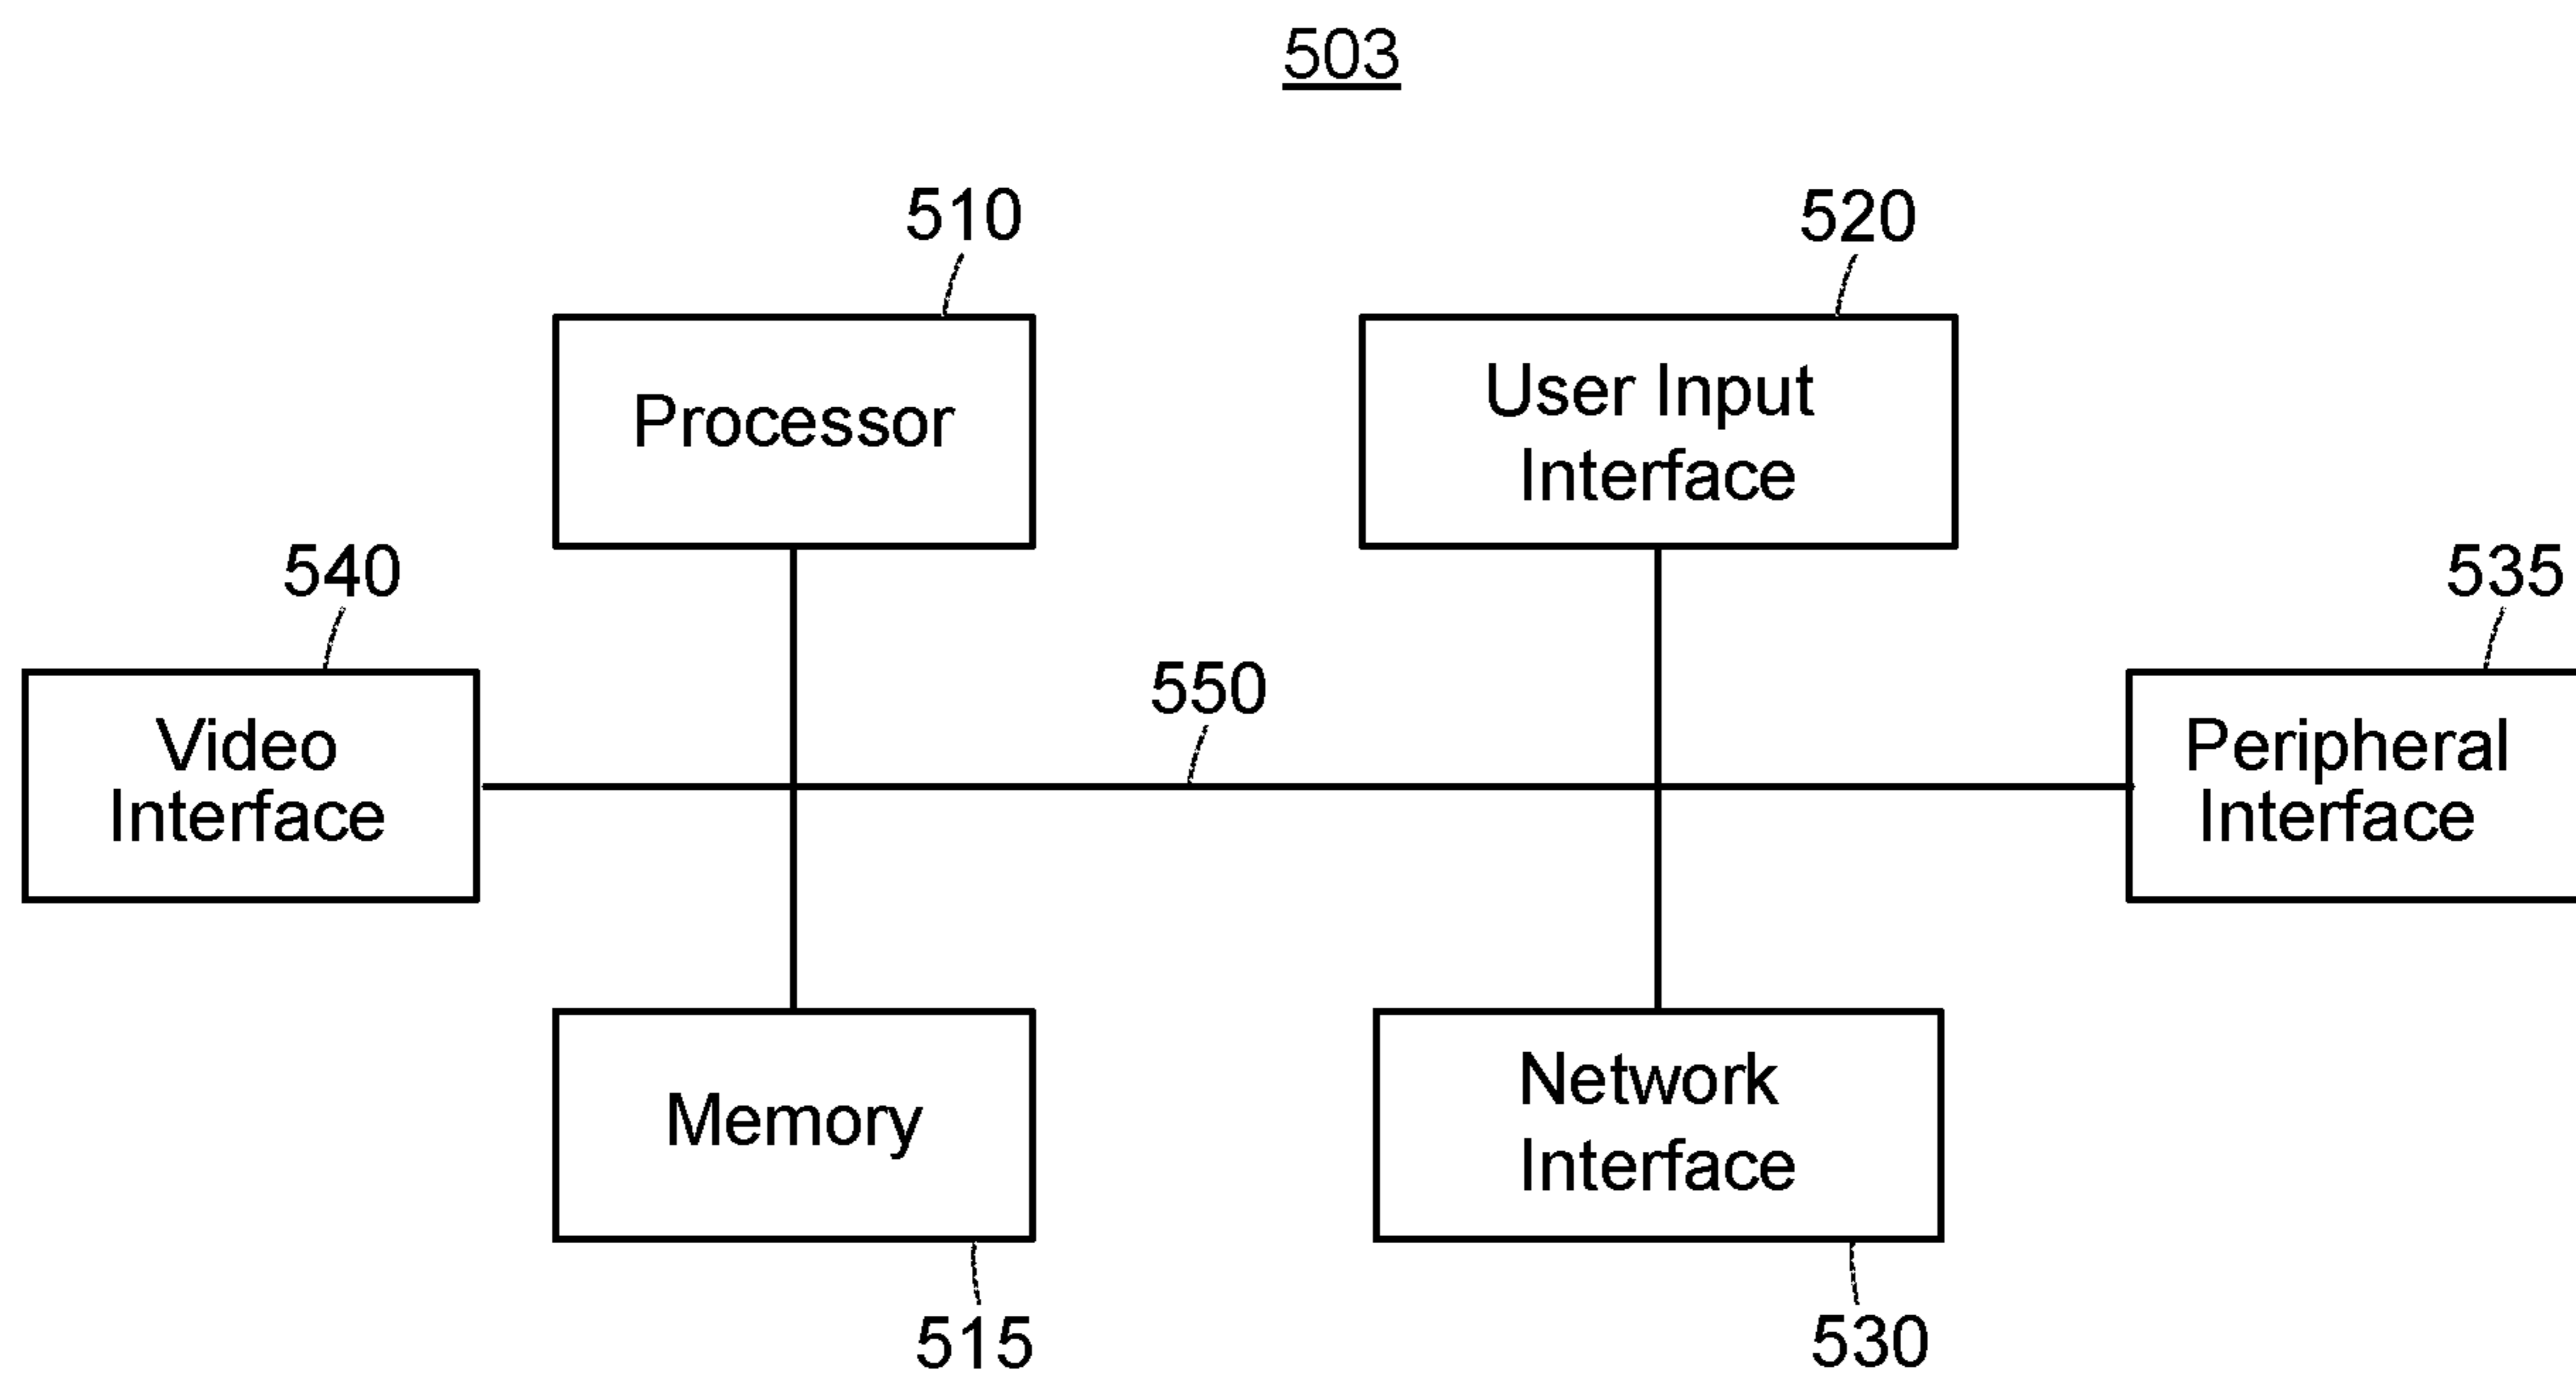 503
510
520
Processor
User Input
Interface
540
535
550
Video
Interface
Peripheral
Interface
Memory
Network
Interface
515
530